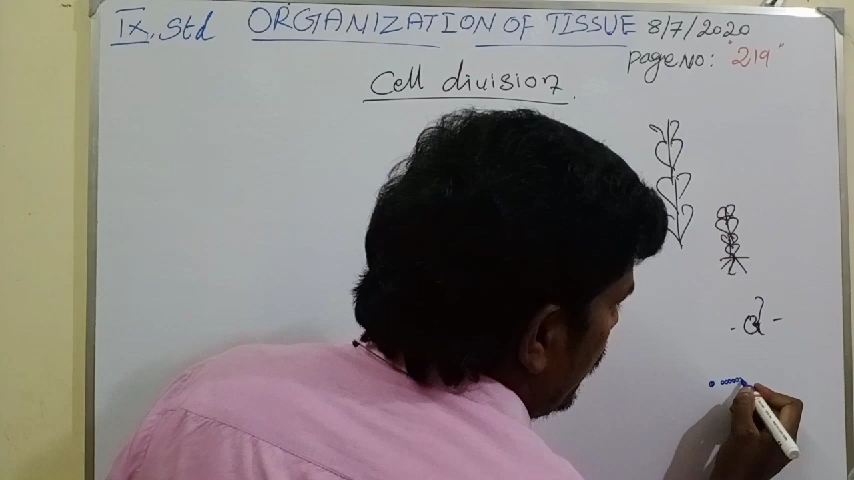 IX, Std ORGANIZATION OF TISSUE 8/7/2020
Page No: "219"
Cell division.